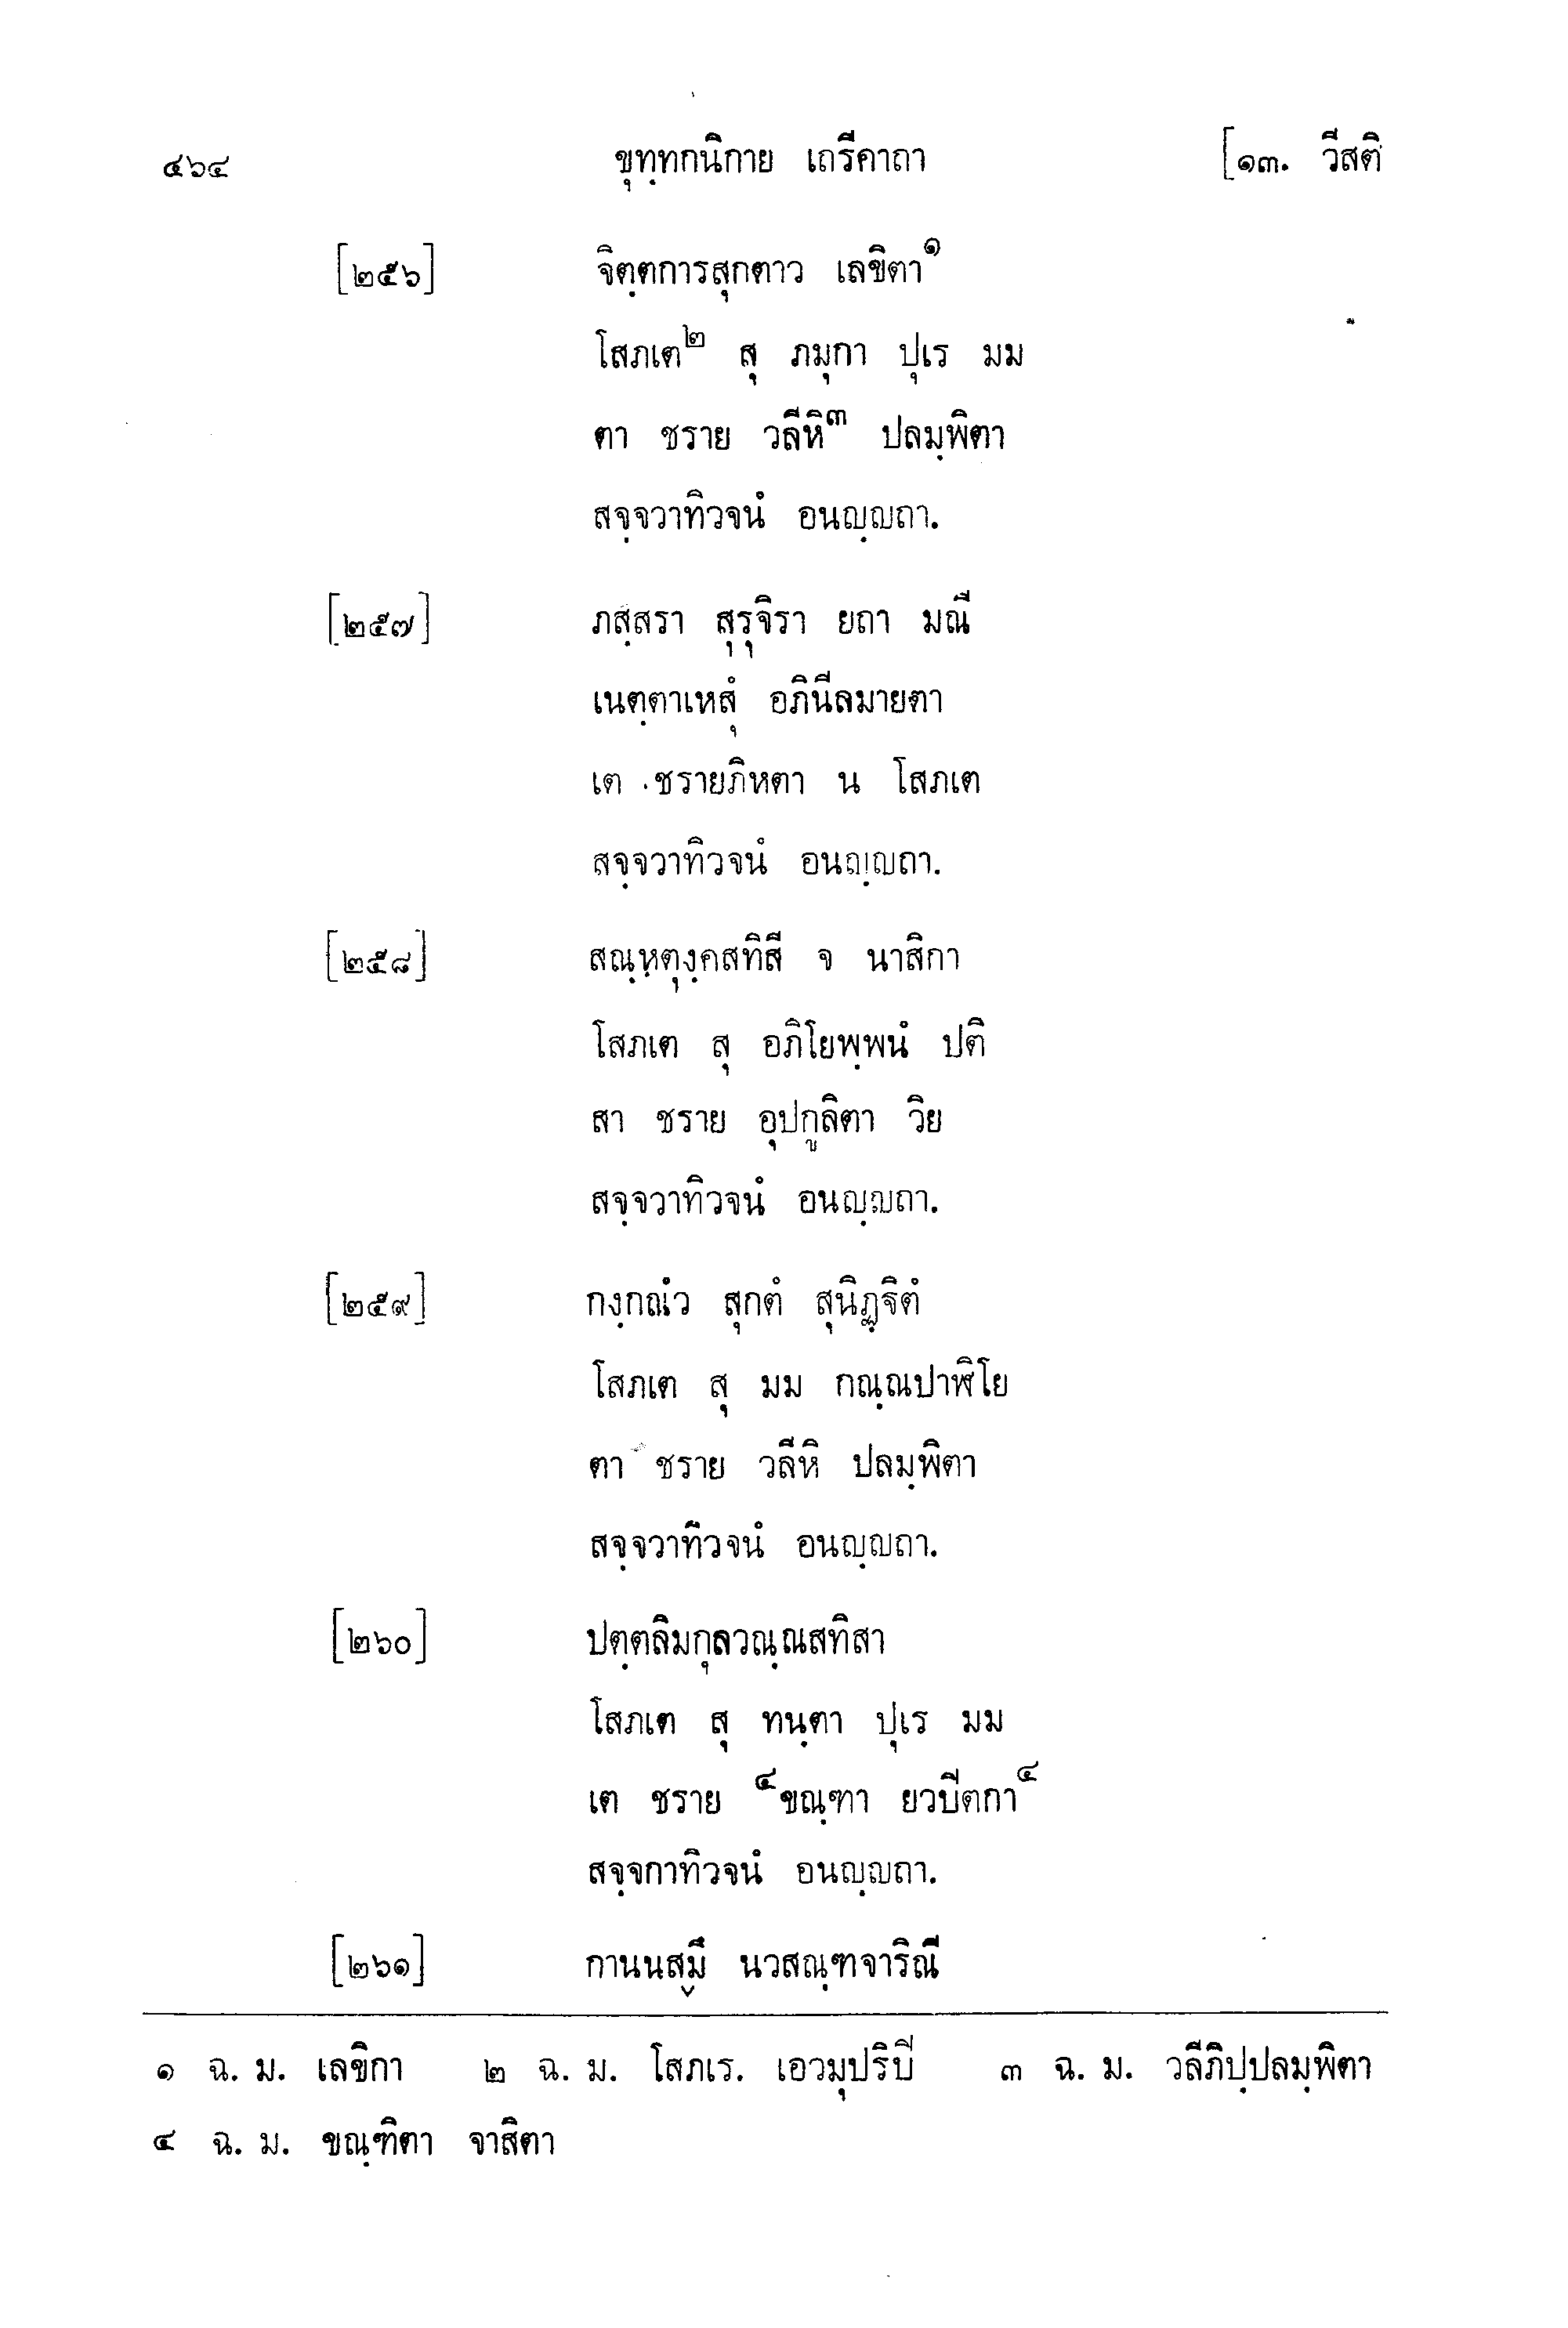 ๔๖๔ ขุทฺทกนิกาย เถรีคาถา [๑๓. วีสติ
[๒๕๖] จิตฺตการสุกตาว เลขิตา๑
โสภเต๒ สุ ภมุกา ปุเร มม
ตา ชราย วลีหิ๓ ปลมฺพิตา
สจฺจวาทิวจนํ อนญฺญถา.
[๒๕๗] ภสฺสรา สุรุจิรา ยถา มณี
เนตฺตาเหสุํ อภินีลมายตา
เต ชรายภิหตา น โสภเต
สจฺจวาทิวจนํ อนญฺญถา.
[๒๕๘] สณฺหฺตุงฺคสทิสี จ นาสิกา
โสภเต สุ อภิโยพฺพนํ ปติ
สา ชราย อุปกูลิตา วิย
สจฺจวาทิวจนํ อนญฺญถา.
[๒๕๙] กงฺกณํว สุกตํ สุนิฏฺฐิตํ
โสภเต สุ มม กณฺณปาฬิโย
ตา ชราย วลีหิ ปลมฺพิตา
สจฺจวาทิวจนํ อนญฺญถา.
[๒๖๐] ปตฺตลิมกุลวณฺณสทิสา
โสภเต สุ ทนฺตา ปุเร มม
เต ชราย ๔ขณฺฑา ยวปีตกา๔
สจฺจกาทิวจนํ อนญฺญถา.
[๒๖๑] กานนสฺมึ นวสณฺฑจาริณี
๑ ฉ. ม. เลขิกา ๒ ฉ. ม. โสภเร. เอวมุปริปิ ๓ ฉ. ม. วลีภิปฺปลมฺพิตา
๔ ฉ. ม. ขณฺฑิตา จาสิตา